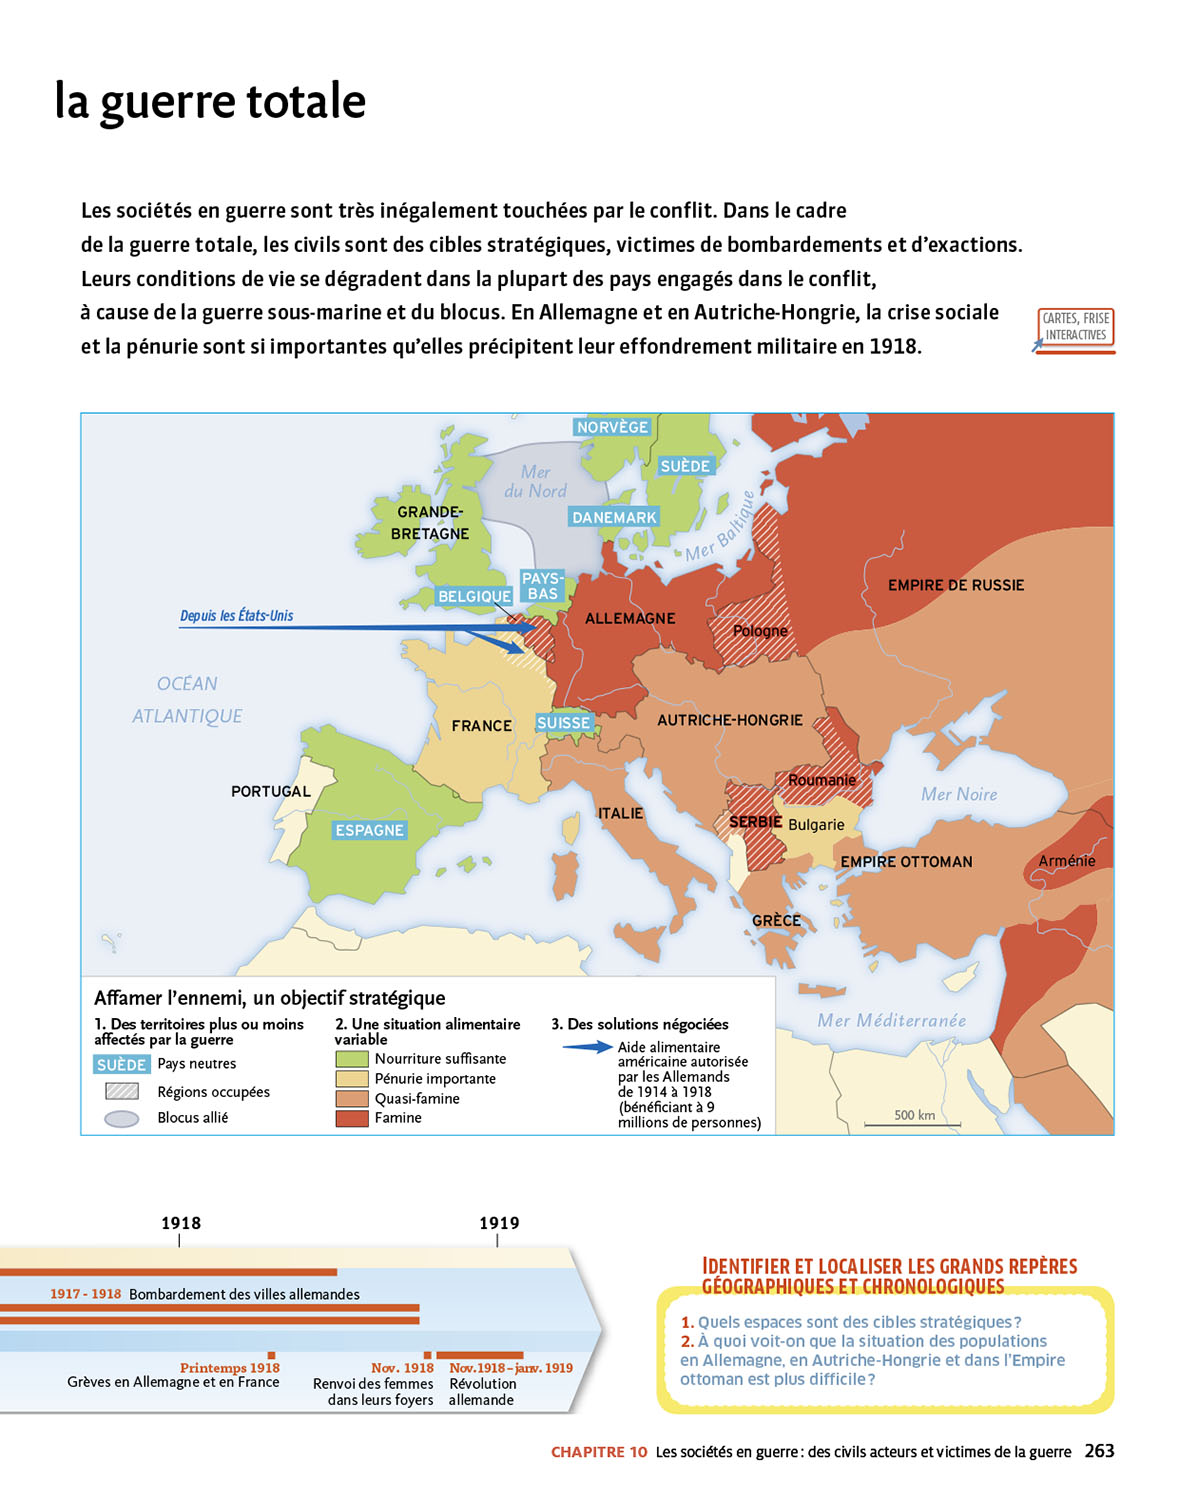 la guerre totale
Les sociétés en guerre sont très inégalement touchées par le conflit. Dans le cadre
de la guerre totale, les civils sont des cibles stratégiques, victimes de bombardements et d’exactions.
Leurs conditions de vie se dégradent dans la plupart des pays engagés dans le conflit,
à cause de la guerre sous-marine et du blocus. En Allemagne et en Autriche-Hongrie, la crise sociale
et la pénurie sont si importantes qu’elles précipitent leur effondrement militaire en 1918.
CARTES, FRISE
INTERACTIVES
NORVÈGE
SUÈDE
Mer
du Nord
DANEMARK
Mer Baltique
GRANDE-
BRETAGNE
PAYS-
BAS
BELGIQUE
Depuis les États-Unis
ALLEMAGNE
Pologne
EMPIRE DE RUSSIE
OCÉAN
ATLANTIQUE
FRANCE
SUISSE
AUTRICHE-HONGRIE
PORTUGAL
ESPAGNE
ITALIE
Roumanie
SERBIE
Bulgarie
Mer Noire
EMPIRE OTTOMAN
Arménie
GRÈCE
Mer Méditerranée
500 km
Affamer l’ennemi, un objectif stratégique
1. Des territoires plus ou moins
affectés par la guerre
SUÈDE Pays neutres
Régions occupées
Blocus allié
2. Une situation alimentaire
variable
Nourriture suffisante
Pénurie importante
Quasi-famine
Famine
3. Des solutions négociées
Aide alimentaire
américaine autorisée
par les Allemands
de 1914 à 1918
(bénéficiant à 9
millions de personnes)
1918
1919
1917 - 1918 Bombardement des villes allemandes
Printemps 1918
Grèves en Allemagne et en France
Nov. 1918
Renvoi des femmes
dans leurs foyers
Nov.1918 – janv. 1919
Révolution
allemande
IDENTIFIER ET LOCALISER LES GRANDS REPÈRES
GÉOGRAPHIQUES ET CHRONOLOGIQUES
1. Quels espaces sont des cibles stratégiques ?
2. À quoi voit-on que la situation des populations
en Allemagne, en Autriche-Hongrie et dans l’Empire
ottoman est plus difficile ?
CHAPITRE 10 Les sociétés en guerre : des civils acteurs et victimes de la guerre 263